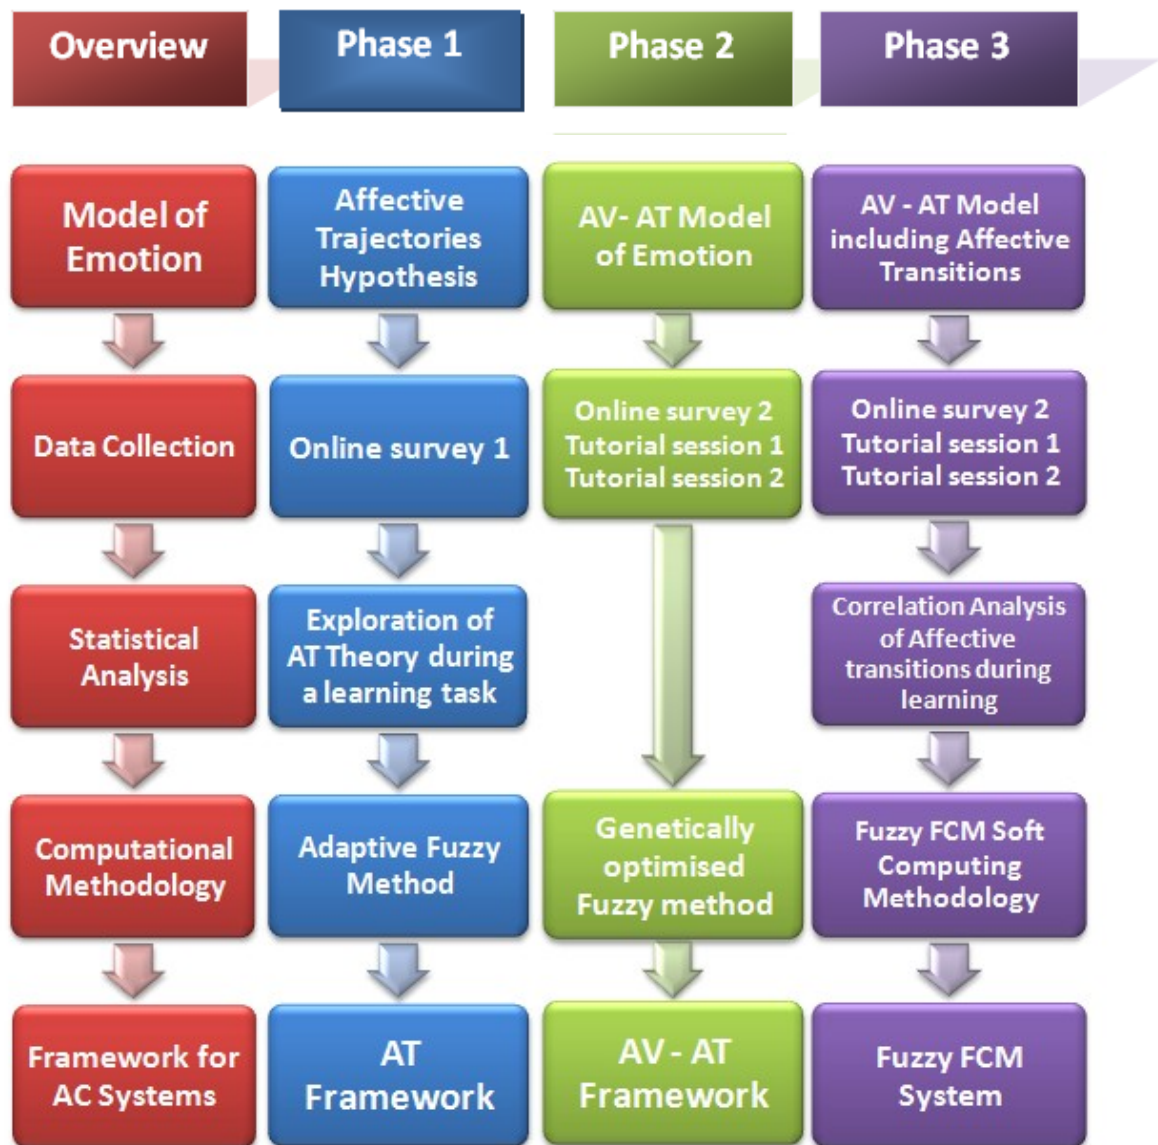 Overview
Phase 1
Phase 2
Phase 3
Model of
Emotion
Affective
Trajectories
Hypothesis
AV- AT Model
of Emotion
AV - AT Model
including Affective
Transitions
Data Collection
Online survey 1
Online survey 2
Tutorial session 1
Tutorial session 2
Online survey 2
Tutorial session 1
Tutorial session 2
Statistical
Analysis
Exploration of
AT Theory during
a learning task
Correlation Analysis
of Affective
transitions during
learning
Computational
Methodology
Adaptive Fuzzy
Method
Genetically
optimised
Fuzzy method
Fuzzy FCM Soft
Computing
Methodology
Framework for
AC Systems
AT
Framework
AV - AT
Framework
Fuzzy FCM
System